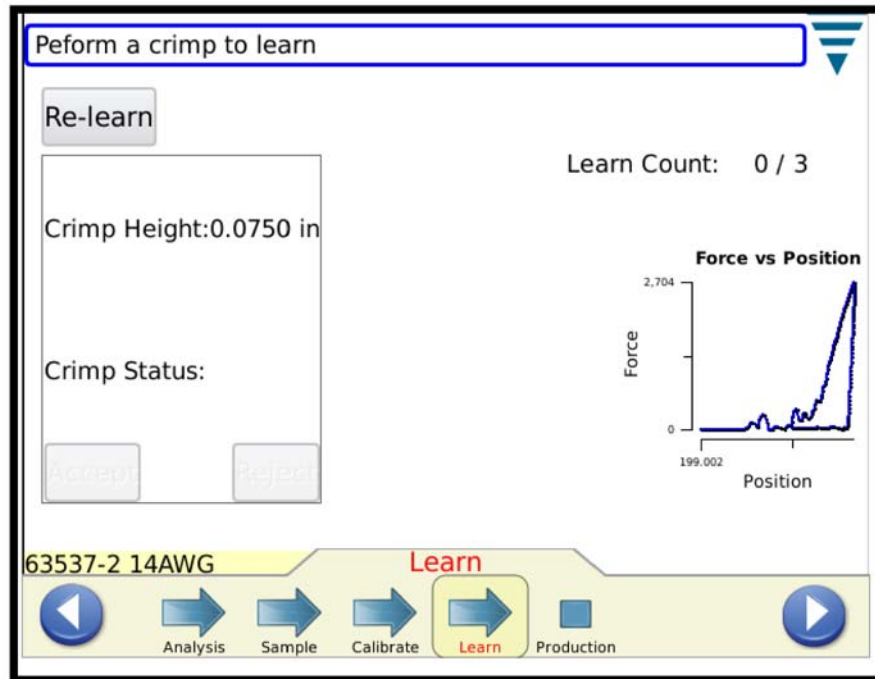 Peform a crimp to learn
Re-learn
Learn Count: 0 / 3
Crimp Height:0.0750 in
Force vs Position
2,704
Force
0
199.002
Position
Crimp Status:
Accept
Reject
63537-2 14AWG
Learn
Analysis
Sample
Calibrate
Learn
Production